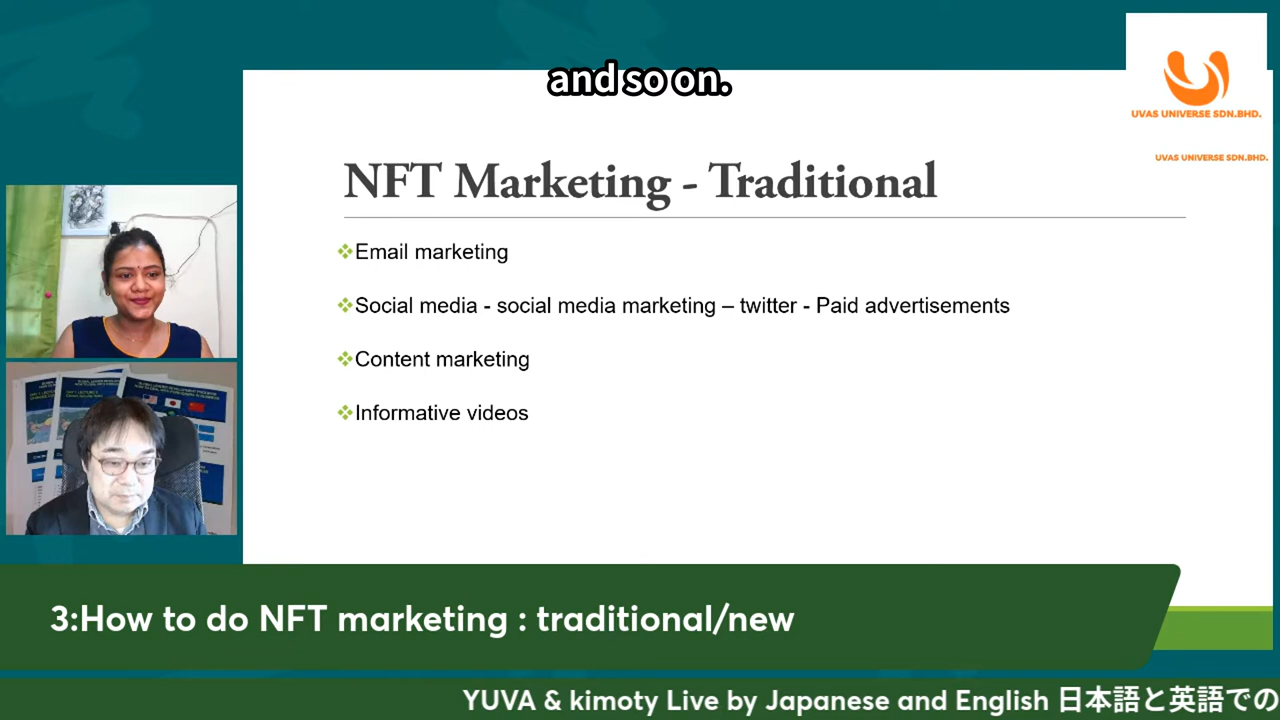 and so on.
UVAS UNIVERSE SDN.BHD.
UVAS UNIVERSE SDN.BHD.
NFT Marketing - Traditional
❖Email marketing
❖Social media - social media marketing – twitter - Paid advertisements
❖Content marketing
❖Informative videos
3:How to do NFT marketing : traditional/new
YUVA & kimoty Live by Japanese and English 日本語と英語での